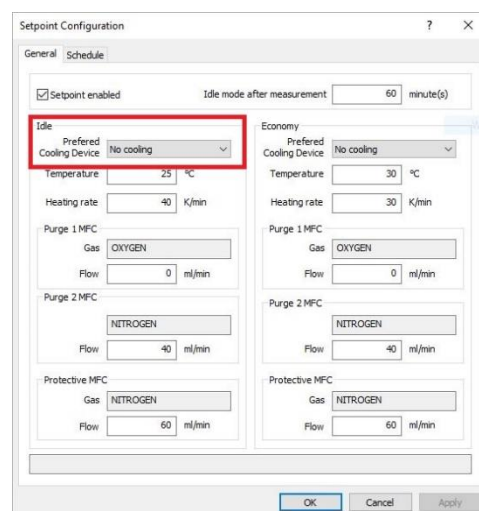 Setpoint Configuration ? ×
General Schedule
Setpoint enabled Idle mode after measurement 60 minute(s)
Idle Economy
Prefered Cooling Device No cooling Prefered Cooling Device No cooling
Temperature 25 °C Temperature 30 °C
Heating rate 40 K/min Heating rate 30 K/min
Purge 1 MFC Purge 1 MFC
Gas OXYGEN Gas OXYGEN
Flow 0 ml/min Flow 0 ml/min
Purge 2 MFC Purge 2 MFC
NITROGEN NITROGEN
Flow 40 ml/min Flow 40 ml/min
Protective MFC Protective MFC
Gas NITROGEN Gas NITROGEN
Flow 60 ml/min Flow 60 ml/min
OK Cancel Apply